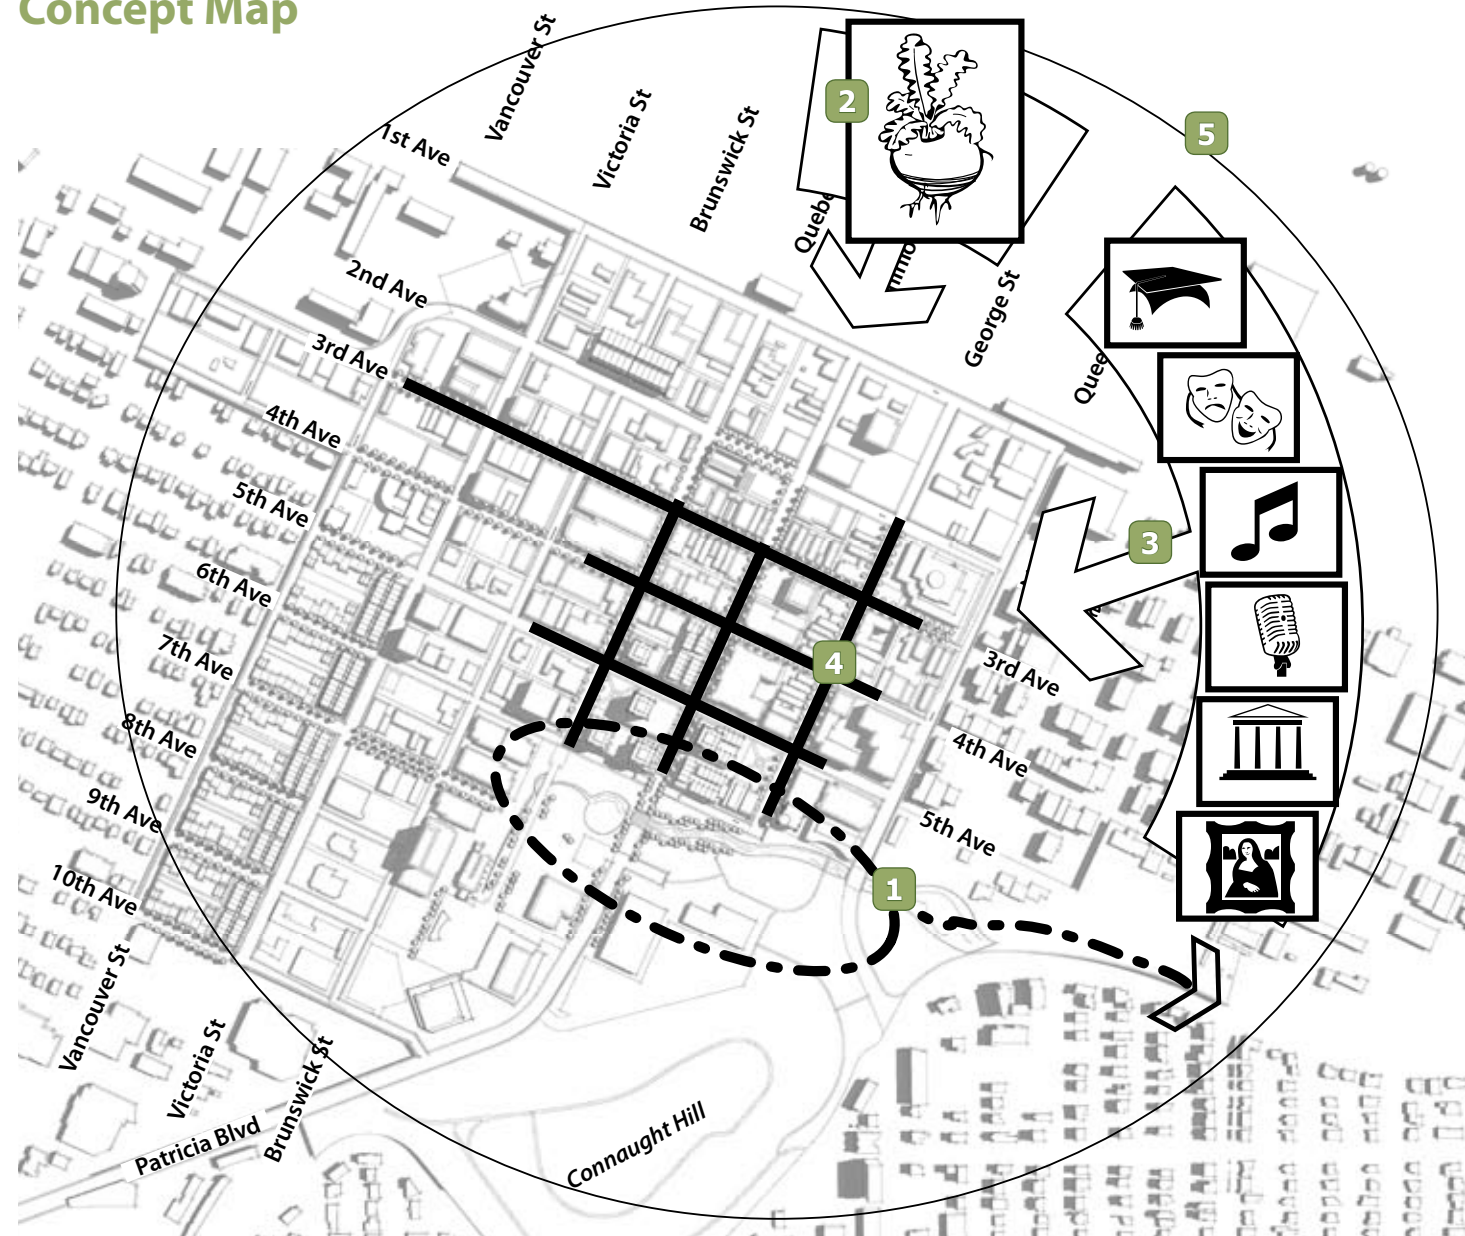 Concept Map
Vancouver St
Victoria St
Brunswick St
George St
1st Ave
2nd Ave
3rd Ave
4th Ave
5th Ave
6th Ave
7th Ave
8th Ave
9th Ave
10th Ave
2
5
3
4
1
3rd Ave
4th Ave
5th Ave
Vancouver St
Victoria St
Brunswick St
Patricia Blvd
Connaught Hill